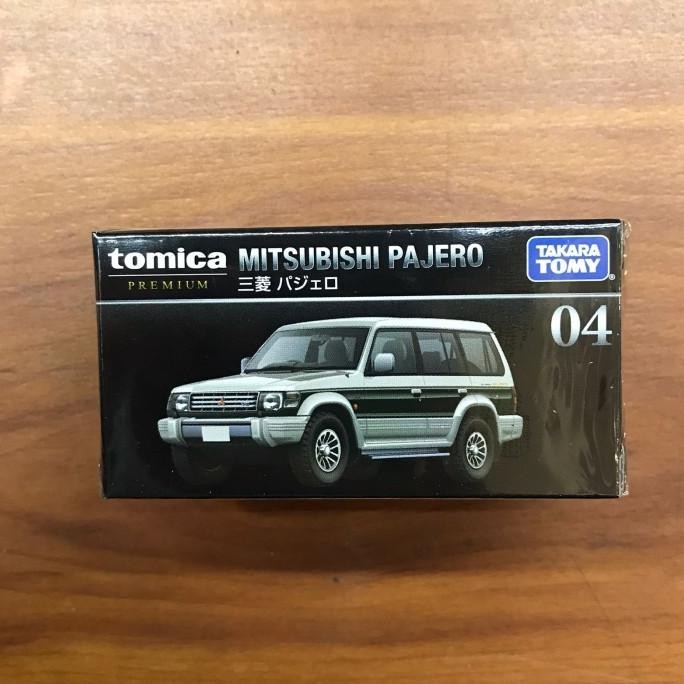 tomica
PREMIUM
MITSUBISHI PAJERO
三菱 パジェロ
TAKARA
TOMY®
04